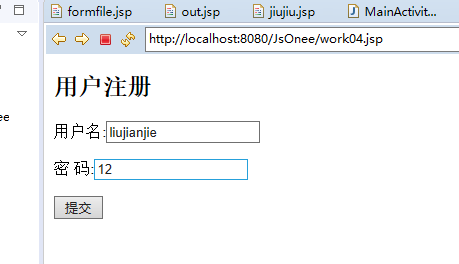 formfile.jsp out.jsp jiujiu.jsp MainActivit...
http://localhost:8080/JsOnee/work04.jsp
用户注册
ee
用户名:liujianjie
密 码:12
提交